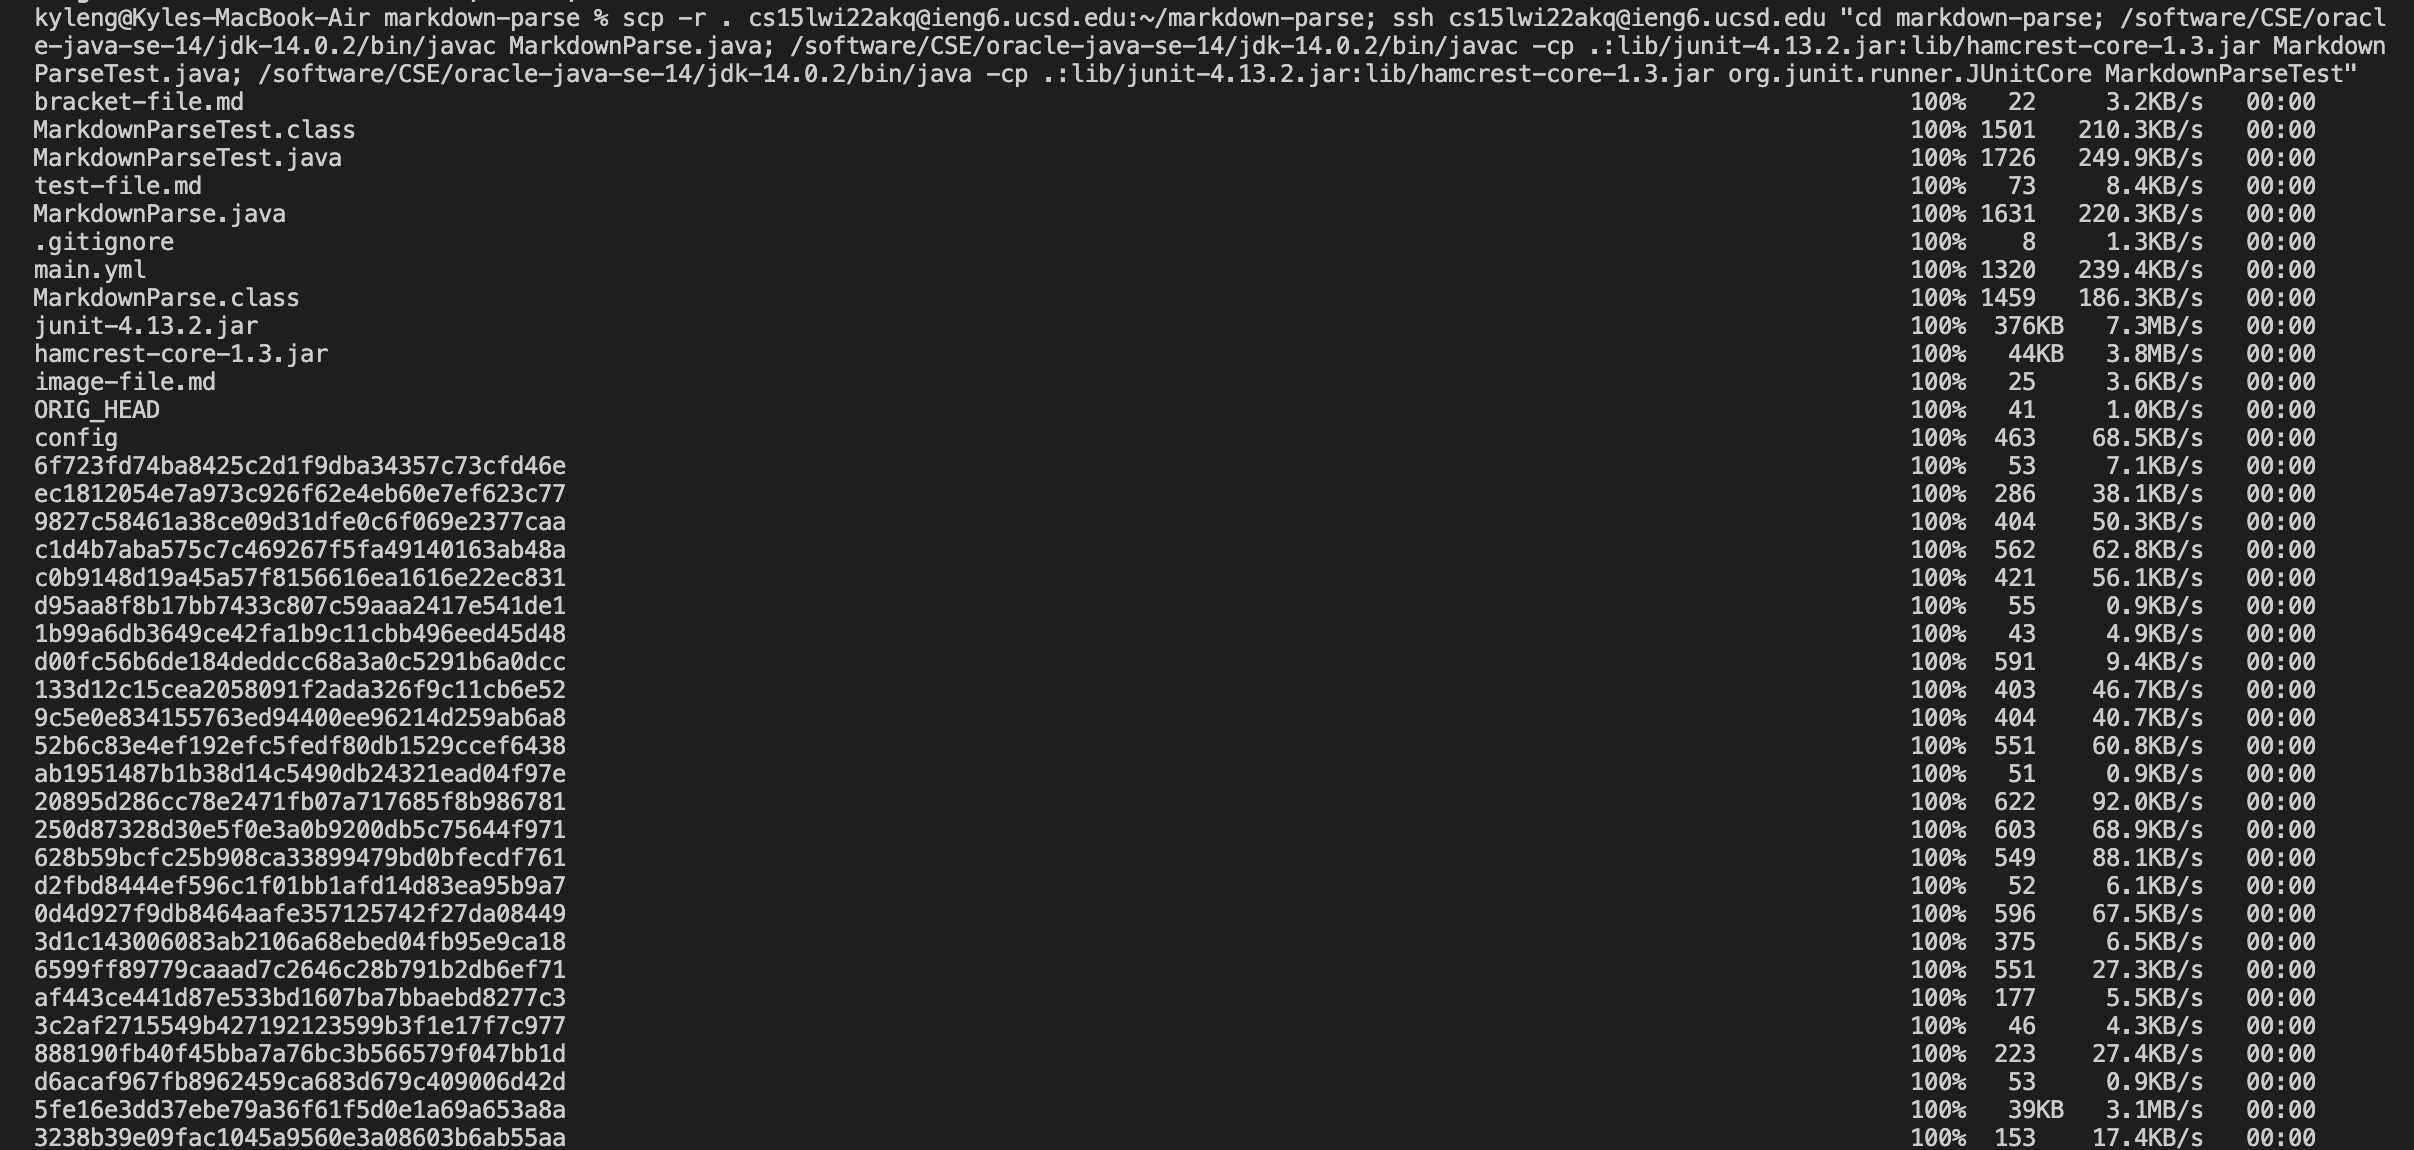 kyleng@Kyles-MacBook-Air markdown-parse % scp -r . cs15lwi22akq@ieng6.ucsd.edu:~/markdown-parse; ssh cs15lwi22akq@ieng6.ucsd.edu "cd markdown-parse; /software/CSE/oracl
e-java-se-14/jdk-14.0.2/bin/javac MarkdownParse.java; /software/CSE/oracle-java-se-14/jdk-14.0.2/bin/javac -cp .:lib/junit-4.13.2.jar:lib/hamcrest-core-1.3.jar Markdown
ParseTest.java; /software/CSE/oracle-java-se-14/jdk-14.0.2/bin/java -cp .:lib/junit-4.13.2.jar:lib/hamcrest-core-1.3.jar org.junit.runner.JUnitCore MarkdownParseTest"
bracket-file.md 100% 22 3.2KB/s 00:00
MarkdownParseTest.class 100% 1501 210.3KB/s 00:00
MarkdownParseTest.java 100% 1726 249.9KB/s 00:00
test-file.md 100% 73 8.4KB/s 00:00
MarkdownParse.java 100% 1631 220.3KB/s 00:00
.gitignore 100% 8 1.3KB/s 00:00
main.yml 100% 1320 239.4KB/s 00:00
MarkdownParse.class 100% 1459 186.3KB/s 00:00
junit-4.13.2.jar 100% 376KB 7.3MB/s 00:00
hamcrest-core-1.3.jar 100% 44KB 3.8MB/s 00:00
image-file.md 100% 25 3.6KB/s 00:00
ORIG_HEAD 100% 41 1.0KB/s 00:00
config 100% 463 68.5KB/s 00:00
6f723fd74ba8425c2d1f9dba34357c73cfd46e 100% 53 7.1KB/s 00:00
ec1812054e7a973c926f62e4eb60e7ef623c77 100% 286 38.1KB/s 00:00
9827c58461a38ce09d31dfe0c6f069e2377caa 100% 404 50.3KB/s 00:00
c1d4b7aba575c7c469267f5fa49140163ab48a 100% 562 62.8KB/s 00:00
c0b9148d19a45a57f8156616ea1616e22ec831 100% 421 56.1KB/s 00:00
d95aa8f8b17bb7433c807c59aaa2417e541de1 100% 55 0.9KB/s 00:00
1b99a6db3649ce42fa1b9c11cbb496eed45d48 100% 43 4.9KB/s 00:00
d00fc56b6de184deddcc68a3a0c5291b6a0dcc 100% 591 9.4KB/s 00:00
133d12c15cea2058091f2ada326f9c11cb6e52 100% 403 46.7KB/s 00:00
9c5e0e834155763ed94400ee96214d259ab6a8 100% 404 40.7KB/s 00:00
52b6c83e4ef192efc5fedf80db1529ccef6438 100% 551 60.8KB/s 00:00
ab1951487b1b38d14c5490db24321ead04f97e 100% 51 0.9KB/s 00:00
20895d286cc78e2471fb07a717685f8b986781 100% 622 92.0KB/s 00:00
250d87328d30e5f0e3a0b9200db5c75644f971 100% 603 68.9KB/s 00:00
628b59bcfc25b908ca33899479bd0bfecdf761 100% 549 88.1KB/s 00:00
d2fbd8444ef596c1f01bb1afd14d83ea95b9a7 100% 52 6.1KB/s 00:00
0d4d927f9db8464aafe357125742f27da08449 100% 596 67.5KB/s 00:00
3d1c143006083ab2106a68ebed04fb95e9ca18 100% 375 6.5KB/s 00:00
6599ff89779caaad7c2646c28b791b2db6ef71 100% 551 27.3KB/s 00:00
af443ce441d87e533bd1607ba7bbaebd8277c3 100% 177 5.5KB/s 00:00
3c2af2715549b427192123599b3f1e17f7c977 100% 46 4.3KB/s 00:00
888190fb40f45bba7a76bc3b566579f047bb1d 100% 223 27.4KB/s 00:00
d6acaf967fb8962459ca683d679c409006d42d 100% 53 0.9KB/s 00:00
5fe16e3dd37ebe79a36f61f5d0e1a69a653a8a 100% 39KB 3.1MB/s 00:00
3238b39e09fac1045a9560e3a08603b6ab55aa 100% 153 17.4KB/s 00:00